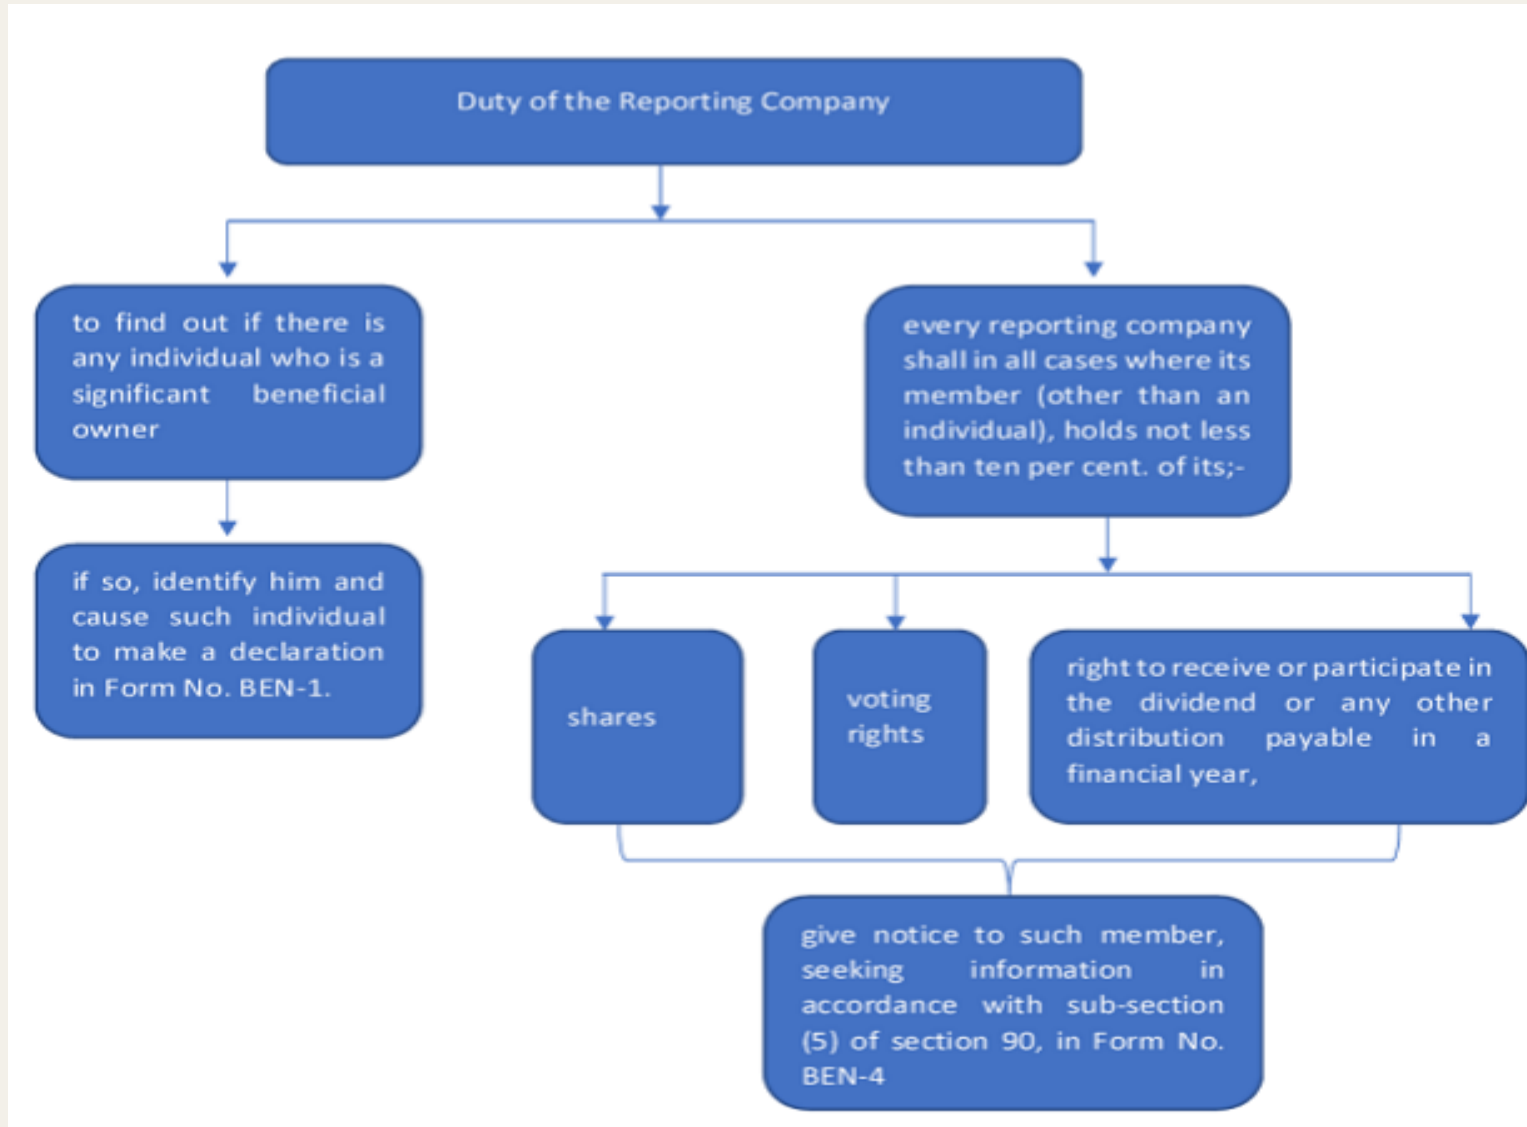 Duty of the Reporting Company
to find out if there is
any individual who is a
significant beneficial
owner
if so, identify him and
cause such individual
to make a declaration
in Form No. BEN-1.
every reporting company
shall in all cases where its
member (other than an
individual), holds not less
than ten per cent. of its;-
shares
voting
rights
right to receive or participate in
the dividend or any other
distribution payable in a
financial year,
give notice to such member,
seeking information in
accordance with sub-section
(5) of section 90, in Form No.
BEN-4